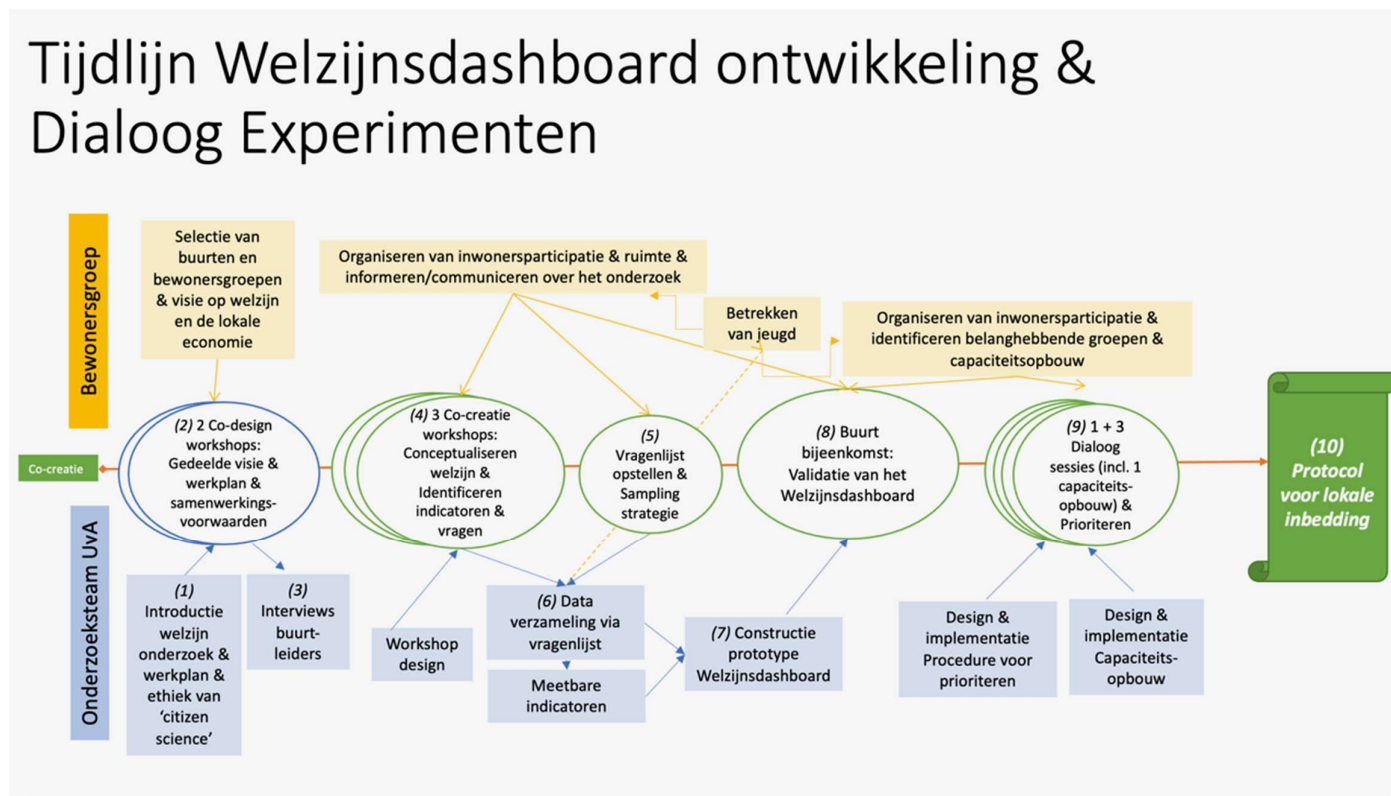 Tijdlijn Welzijnsdashboard ontwikkeling &
Dialoog Experimenten
Bewonersgroep
Selectie van
buurten en
bewonersgroepen
& visie op welzijn
en de lokale
economie
Organiseren van inwonersparticipatie & ruimte &
informeren/communiceren over het onderzoek
Betrekken
van jeugd
Organiseren van inwonersparticipatie &
identificeren belanghebbende groepen &
capaciteitsopbouw
Co-creatie
(2) 2 Co-design
workshops:
Gedeelde visie &
werkplan &
samenwerkings-
voorwaarden
(4) 3 Co-creatie
workshops:
Conceptualiseren
welzijn &
Identificeren
indicatoren &
vragen
(5)
Vragenlijst
opstellen &
Sampling
strategie
(8) Buurt
bijeenkomst:
Validatie van het
Welzijnsdashboard
(9) 1 + 3
Dialoog
sessies (incl. 1
capaciteits-
opbouw) &
Prioriteren
(10)
Protocol
voor lokale
inbedding
Onderzoeksteam UvA
(1)
Introductie
welzijn
onderzoek &
werkplan &
ethiek van
‘citizen
science’
(3)
Interviews
buurt-
leiders
Workshop
design
(6) Data
verzameling via
vragenlijst
Meetbare
indicatoren
(7) Constructie
prototype
Welzijnsdashboard
Design &
implementatie
Procedure voor
prioriteren
Design &
implementatie
Capaciteits-
opbouw